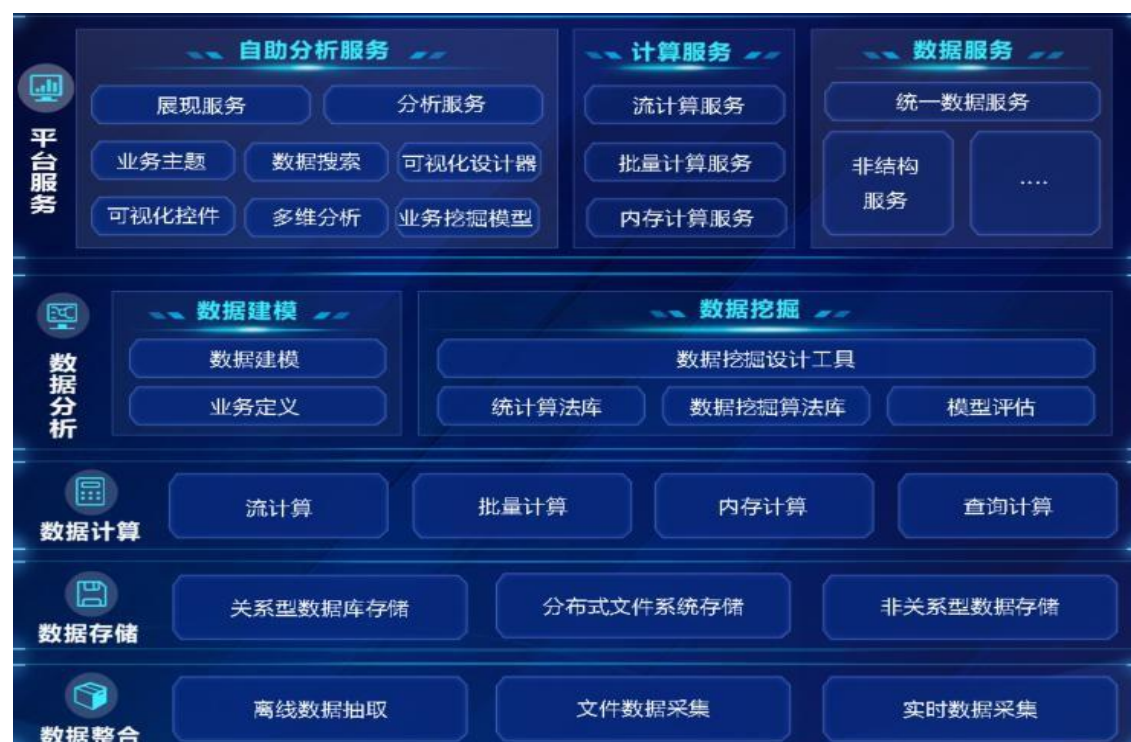 平台服务
自助分析服务
展现服务
分析服务
业务主题
数据搜索
可视化设计器
可视化控件
多维分析
业务挖掘模型
计算服务
流计算服务
批量计算服务
内存计算服务
数据服务
统一数据服务
非结构
服务
....
数据分析
数据建模
数据建模
业务定义
数据挖掘
数据挖掘设计工具
统计算法库
数据挖掘算法库
模型评估
数据计算
流计算
批量计算
内存计算
查询计算
数据存储
关系型数据库存储
分布式文件系统存储
非关系型数据存储
数据整合
离线数据抽取
文件数据采集
实时数据采集